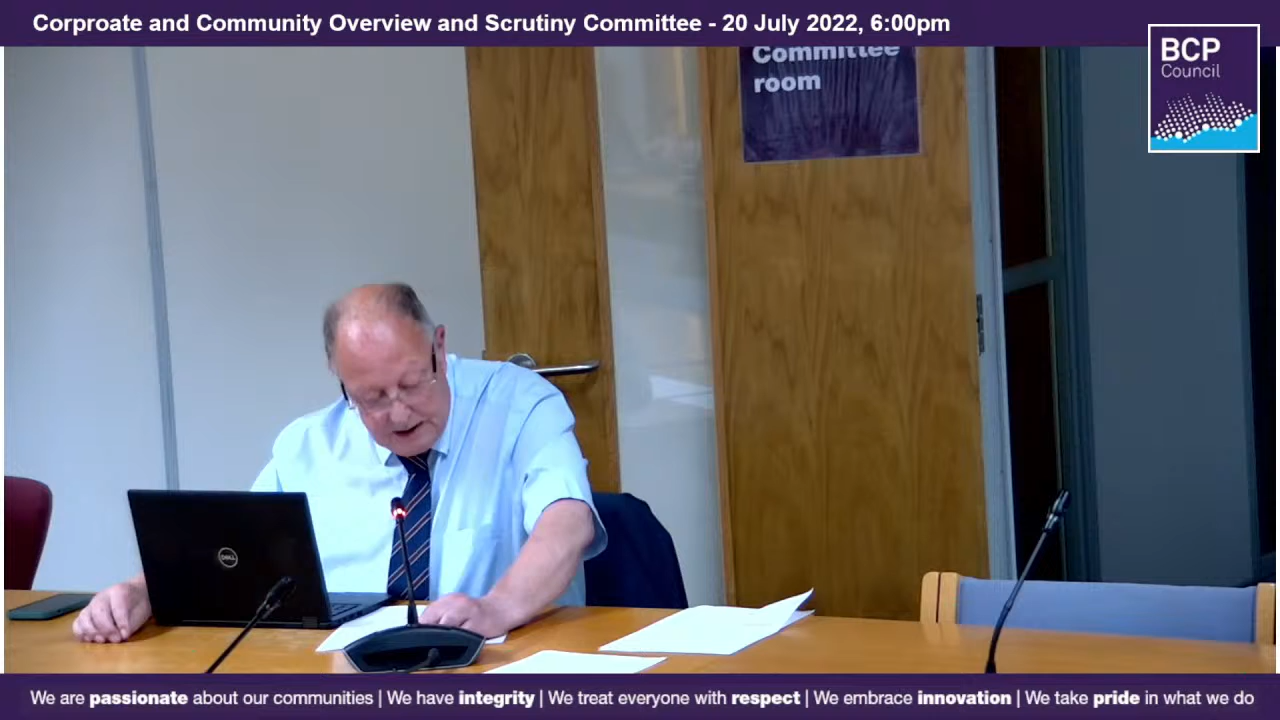 Corproate and Community Overview and Scrutiny Committee - 20 July 2022, 6:00pm
BCP
Council
Committee
room
DELL
We are passionate about our communities | We have integrity | We treat everyone with respect | We embrace innovation | We take pride in what we do